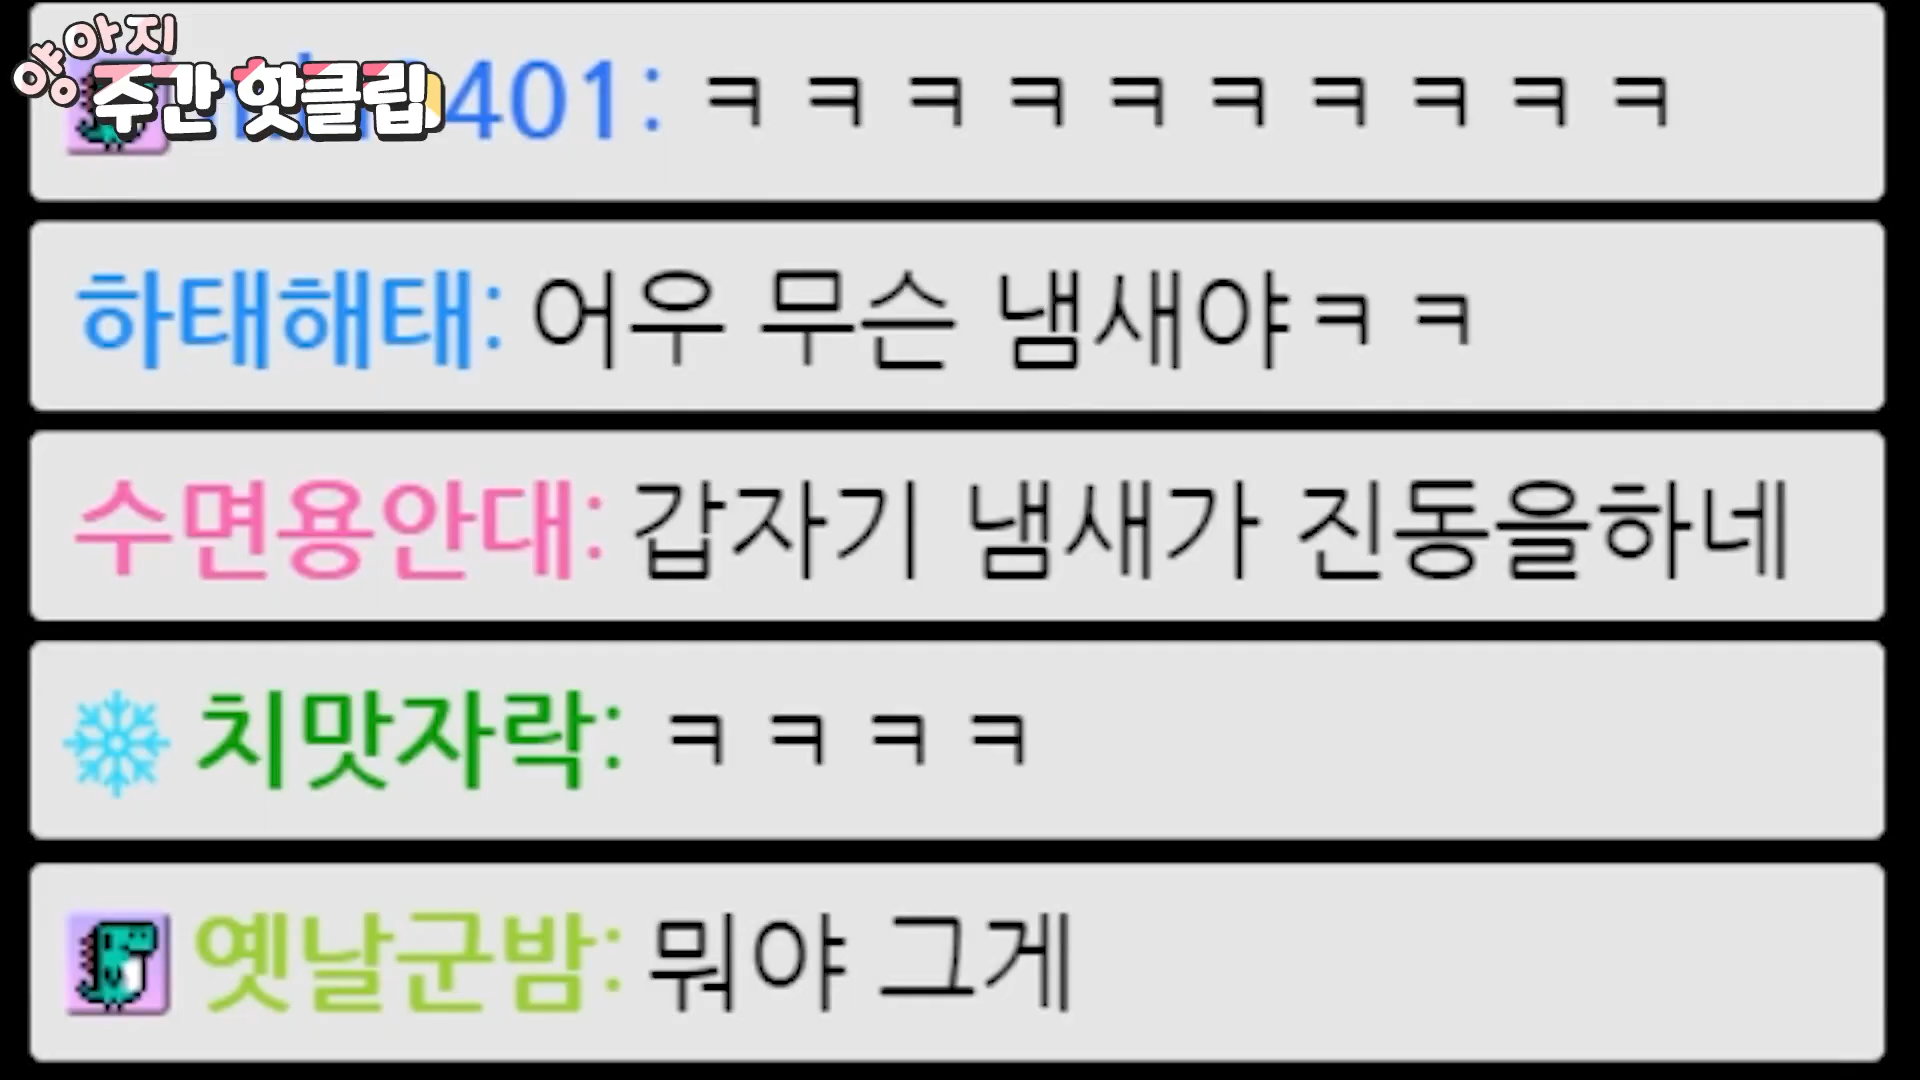 양아지
주간 핫클립
401: ㅋㅋㅋㅋㅋㅋㅋㅋㅋㅋ
하태해태: 어우 무슨 냄새야ㅋㅋ
수면용안대: 갑자기 냄새가 진동을하네
치맛자락: ㅋㅋㅋㅋ
옛날군밤: 뭐야 그게